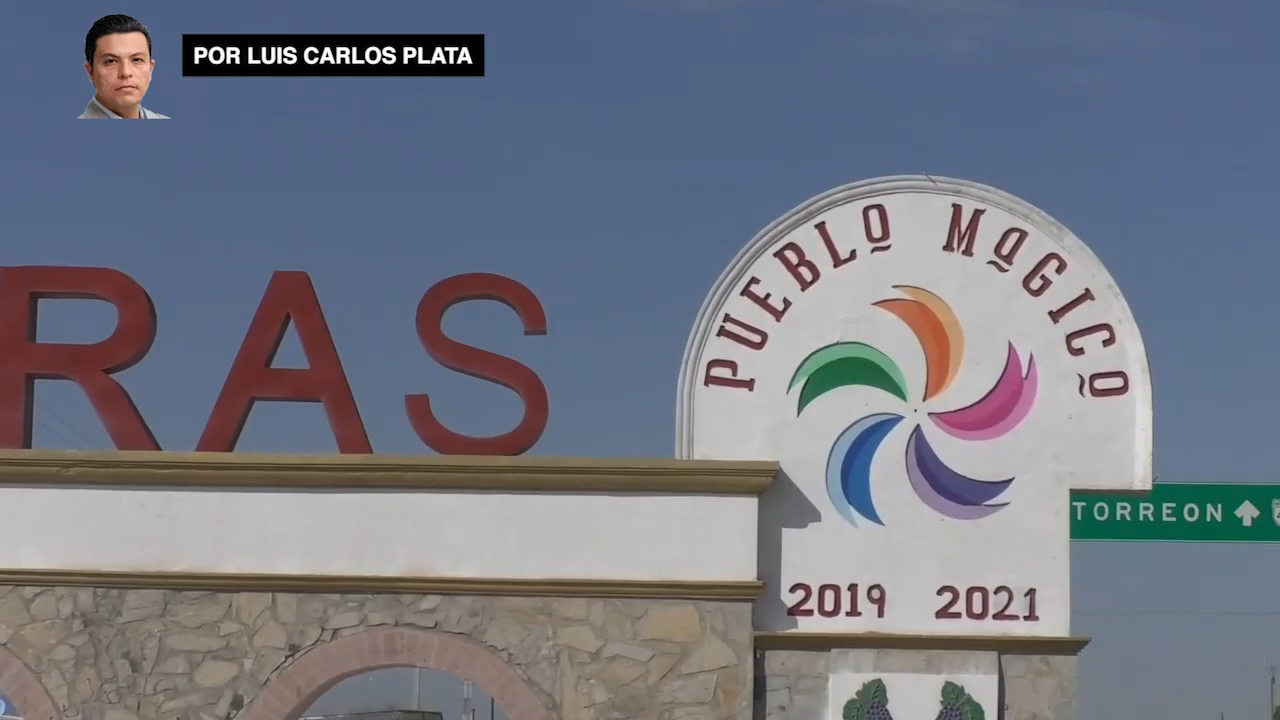 POR LUIS CARLOS PLATA
PUEBLO MAGICO
RAS
TORREON
2019 2021